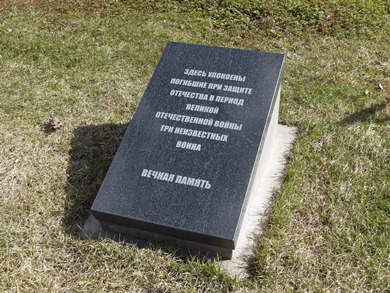 ЗДЕСЬ УПОКОЕНЫ
ПОГИБШИЕ ПРИ ЗАЩИТЕ
ОТЕЧЕСТВА В ПЕРИОД
ВЕЛИКОЙ
ОТЕЧЕСТВЕННОЙ ВОЙНЫ
ТРИ НЕИЗВЕСТНЫХ
ВОИНА
ВЕЧНАЯ ПАМЯТЬ